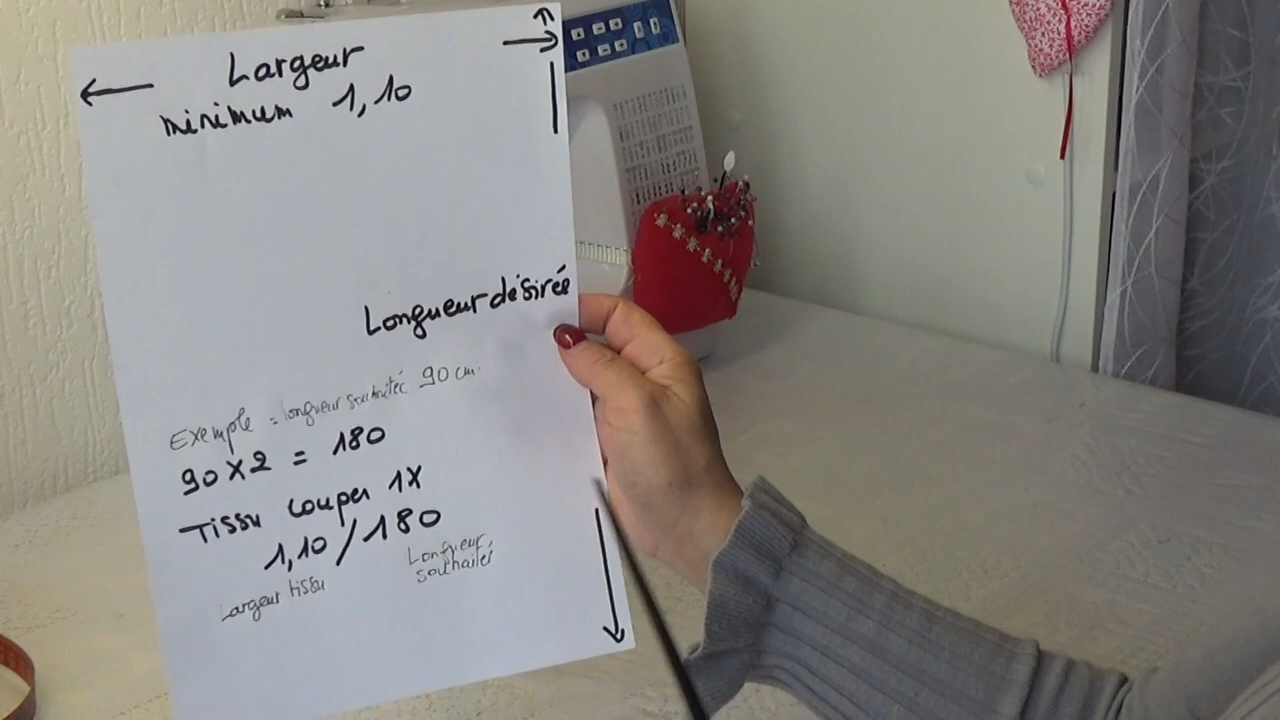 Largeur
minimum 1,10
Longueur désirée
Exemple = longueur souhaitée 90 cm.
90 X 2 = 180
Tissu couper 1X
1,10 / 180
Largeur tissu
Longueur
souhaitée